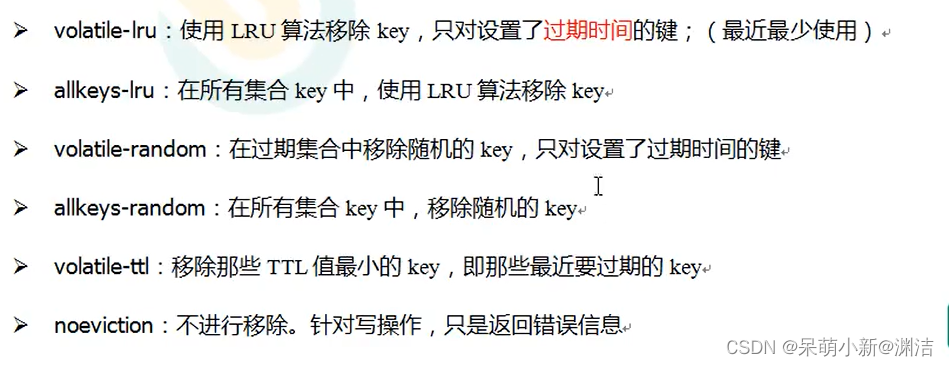 ➢ volatile-lru：使用 LRU 算法移除 key，只对设置了过期时间的键；（最近最少使用）↵
➢ allkeys-lru：在所有集合 key 中，使用 LRU 算法移除 key↵
➢ volatile-random：在过期集合中移除随机的 key，只对设置了过期时间的键↵
➢ allkeys-random：在所有集合 key 中，移除随机的 key↵
➢ volatile-ttl：移除那些 TTL 值最小的 key，即那些最近要过期的 key↵
➢ noeviction：不进行移除。针对写操作，只是返回错误信息↵
CSDN @呆萌小新@渊洁